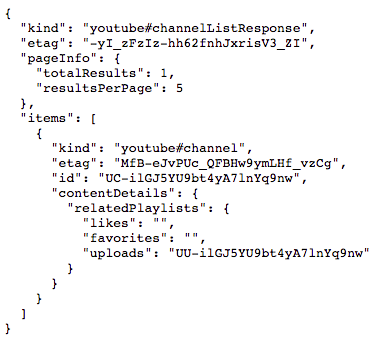 {
  "kind": "youtube#channelListResponse",
  "etag": "-yI_zFzIz-hh62fnhJxrisV3_ZI",
  "pageInfo": {
    "totalResults": 1,
    "resultsPerPage": 5
  },
  "items": [
    {
      "kind": "youtube#channel",
      "etag": "MfB-eJvPUc_QFBHw9ymLHf_vzCg",
      "id": "UC-ilGJ5YU9bt4yA7lnYq9nw",
      "contentDetails": {
        "relatedPlaylists": {
          "likes": "",
          "favorites": "",
          "uploads": "UU-ilGJ5YU9bt4yA7lnYq9nw"
        }
      }
    }
  ]
}